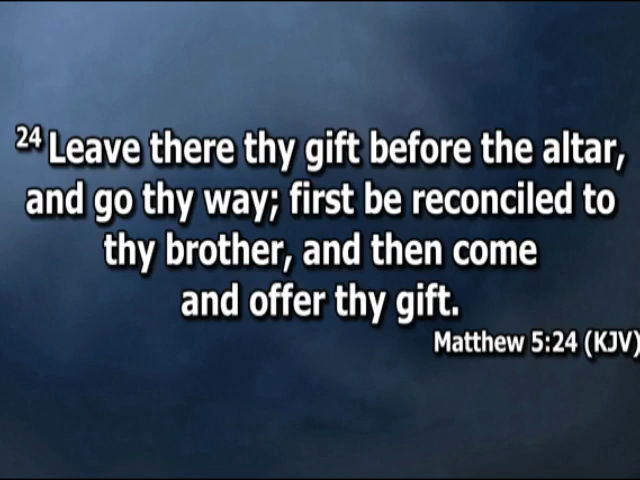 24 Leave there thy gift before the altar,
and go thy way; first be reconciled to
thy brother, and then come
and offer thy gift.
Matthew 5:24 (KJV)